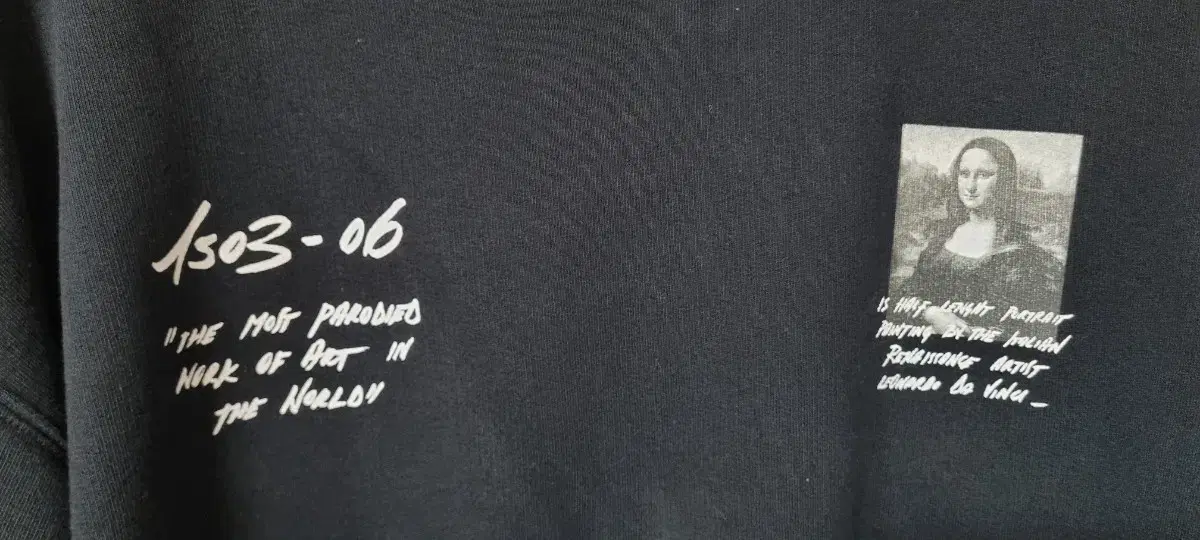 1503-06
"THE MOST PARODIED
WORK OF ART IN
THE WORLD"
IS HALF LENGHT PORTRAIT
PAINTING BY THE ITALIAN
RENAISSANCE ARTIST
LEONARDO DA VINCI_